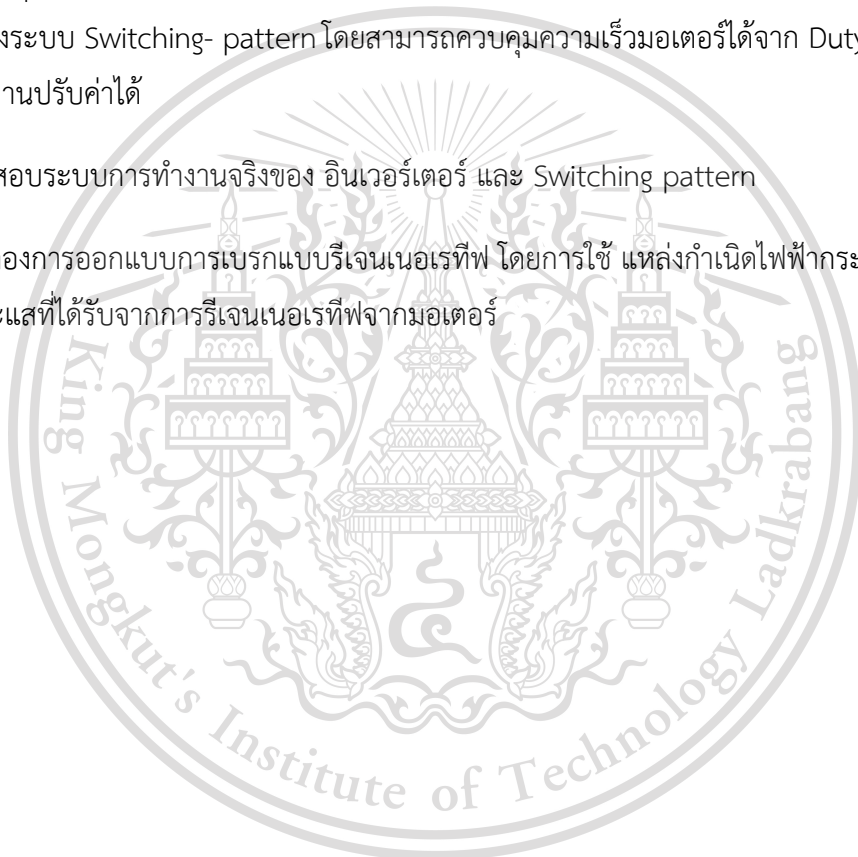 งระบบ Switching- pattern โดยสามารถควบคุมความเร็วมอเตอร์ได้จาก Duty
านปรับค่าได้
สอบระบบการทำงานจริงของ อินเวอร์เตอร์ และ Switching pattern
องการออกแบบการเบรกแบบรีเจนเนอเรทีฟ โดยการใช้ แหล่งกำเนิดไฟฟ้ากระ
ะแสที่ได้รับจากการรีเจนเนอเรทีฟจากมอเตอร์
King Mongkut's Institute of Technology Ladkrabang